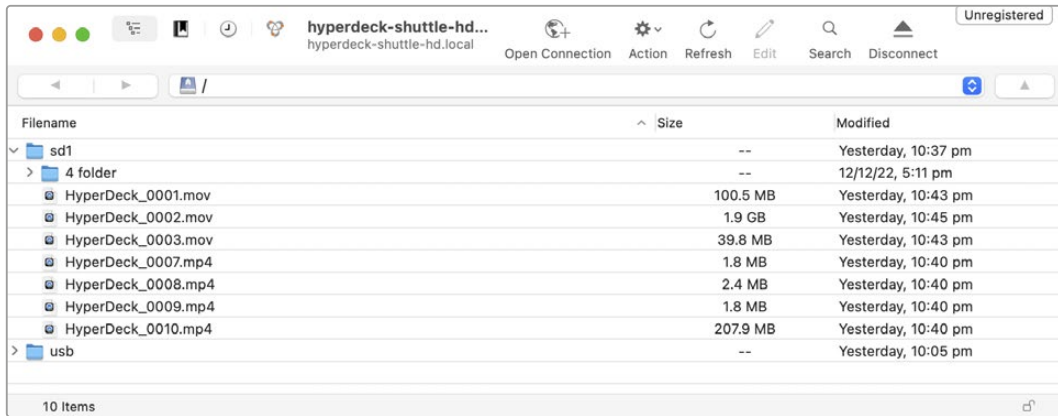 Unregistered
hyperdeck-shuttle-hd...
hyperdeck-shuttle-hd.local
Open Connection Action Refresh Edit Search Disconnect
/
Filename Size Modified
sd1 -- Yesterday, 10:37 pm
4 folder -- 12/12/22, 5:11 pm
HyperDeck_0001.mov 100.5 MB Yesterday, 10:43 pm
HyperDeck_0002.mov 1.9 GB Yesterday, 10:45 pm
HyperDeck_0003.mov 39.8 MB Yesterday, 10:43 pm
HyperDeck_0007.mp4 1.8 MB Yesterday, 10:40 pm
HyperDeck_0008.mp4 2.4 MB Yesterday, 10:40 pm
HyperDeck_0009.mp4 1.8 MB Yesterday, 10:40 pm
HyperDeck_0010.mp4 207.9 MB Yesterday, 10:40 pm
usb -- Yesterday, 10:05 pm
10 Items